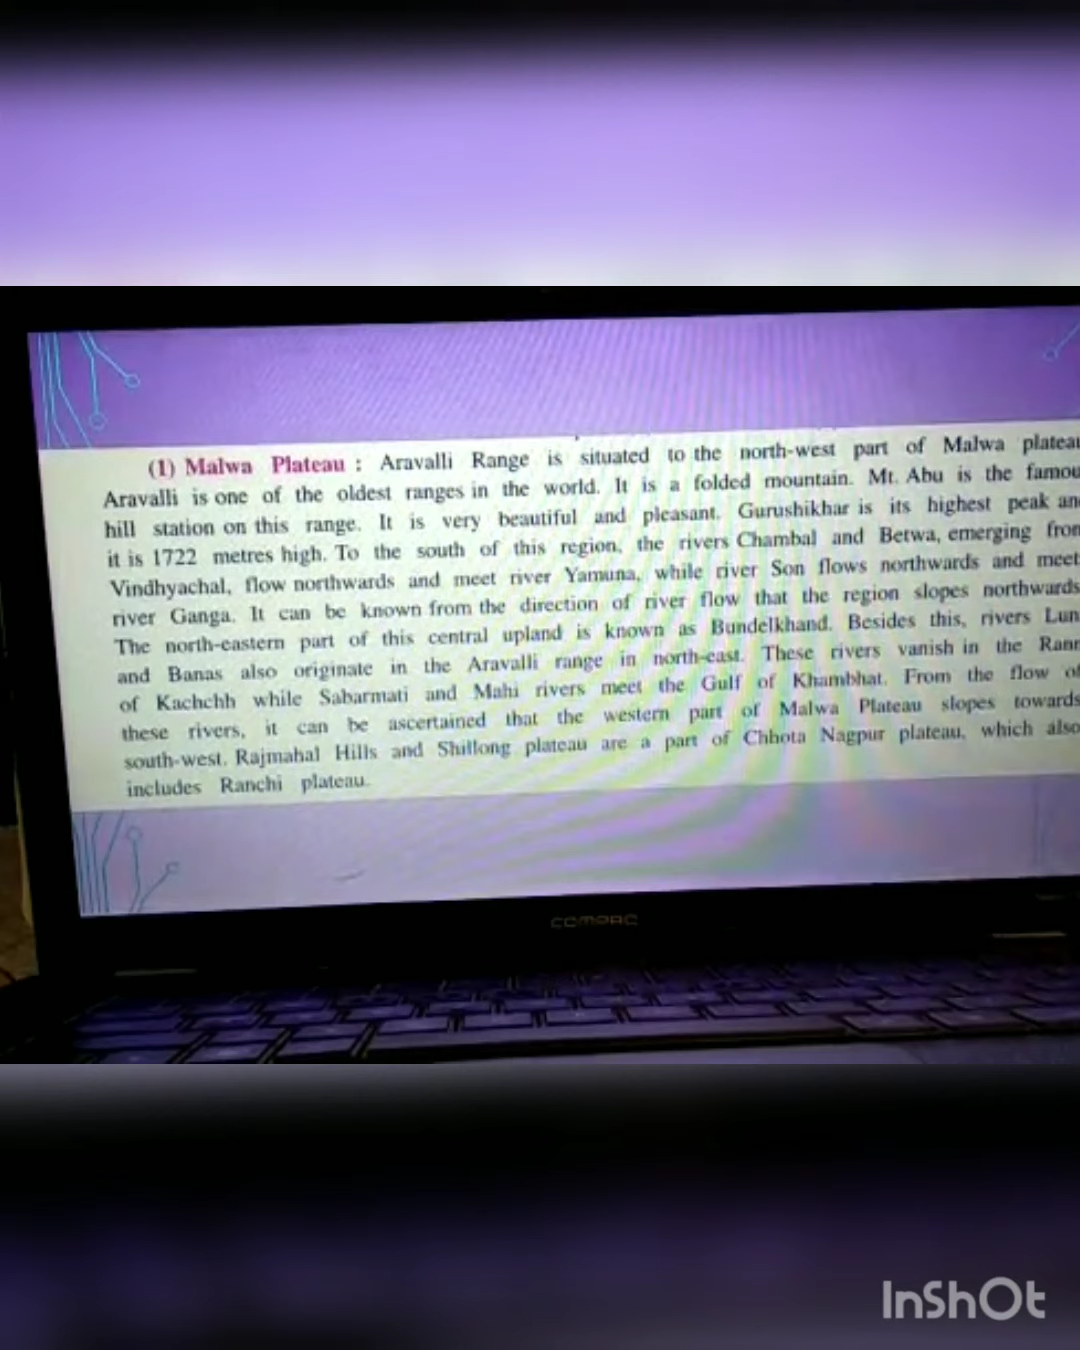 (1) Malwa Plateau : Aravalli Range is situated to the north-west part of Malwa platea
Aravalli is one of the oldest ranges in the world. It is a folded mountain. Mt. Abu is the famou
hill station on this range. It is very beautiful and pleasant. Gurushikhar is its highest peak an
it is 1722 metres high. To the south of this region, the rivers Chambal and Betwa, emerging from
Vindhyachal, flow northwards and meet river Yamuna, while river Son flows northwards and meet
river Ganga. It can be known from the direction of river flow that the region slopes northwards
The north-eastern part of this central upland is known as Bundelkhand. Besides this, rivers Lun
and Banas also originate in the Aravalli range in north-east. These rivers vanish in the Rann
of Kachchh while Sabarmati and Mahi rivers meet the Gulf of Khambhat. From the flow of
these rivers, it can be ascertained that the western part of Malwa Plateau slopes towards
south-west. Rajmahal Hills and Shillong plateau are a part of Chhota Nagpur plateau, which also
includes Ranchi plateau.
COMPAQ
InShOt